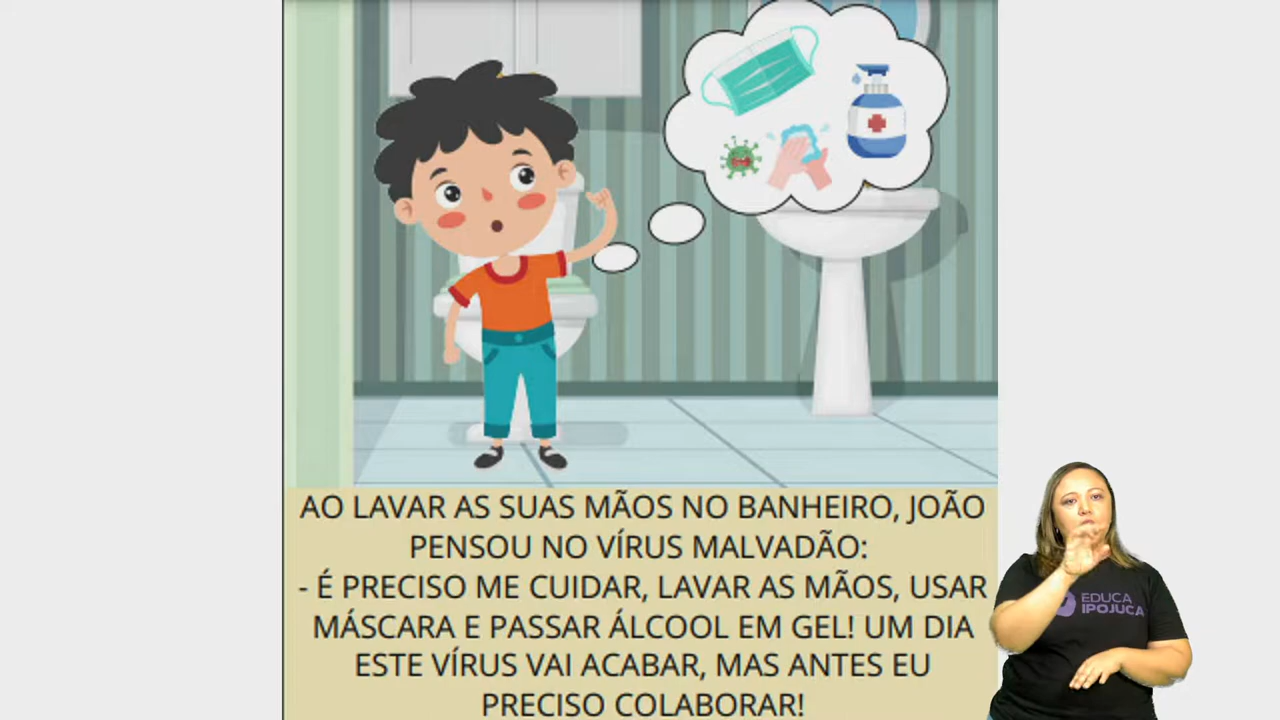 AO LAVAR AS SUAS MÃOS NO BANHEIRO, JOÃO
PENSOU NO VÍRUS MALVADÃO:
- É PRECISO ME CUIDAR, LAVAR AS MÃOS, USAR
MÁSCARA E PASSAR ÁLCOOL EM GEL! UM DIA
ESTE VÍRUS VAI ACABAR, MAS ANTES EU
PRECISO COLABORAR!
EDUCA
IPOJUCA